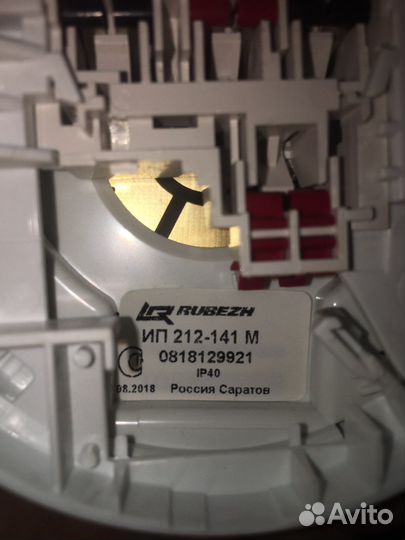 RUBEZH
ИП 212-141 М
0818129921
IP40
08.2018 Россия Саратов
Avito